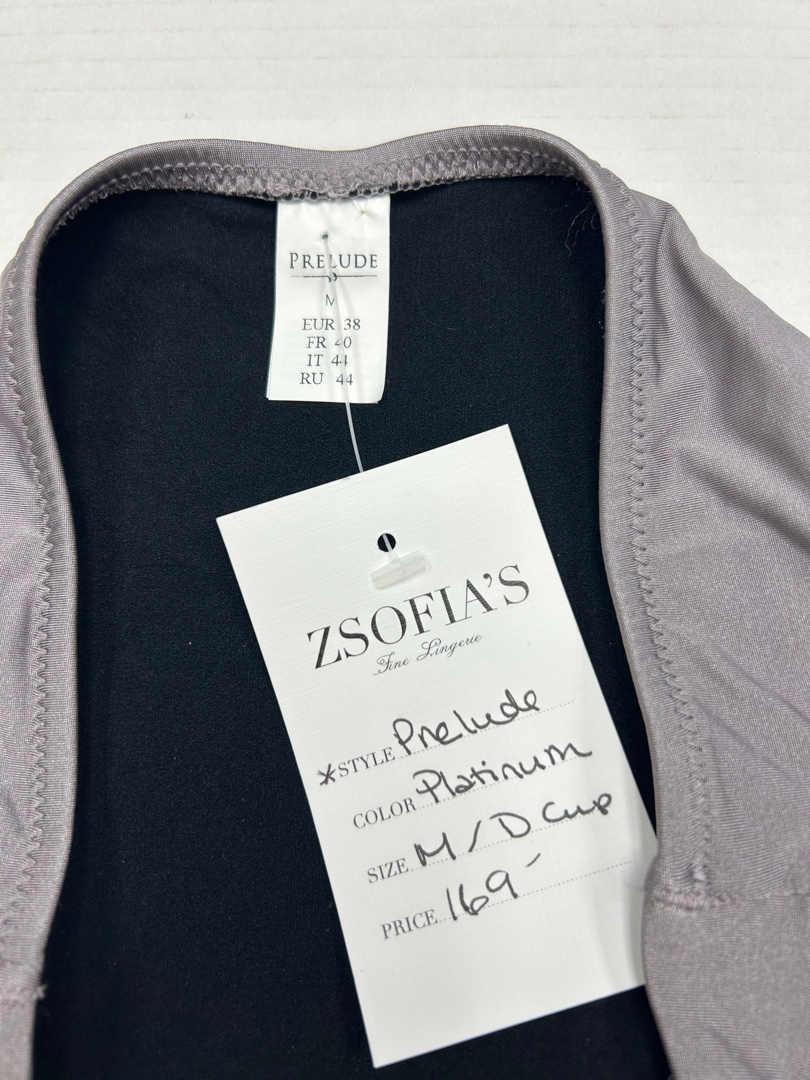 PRELUDE
M
EUR 38
FR 40
IT 44
RU 44
ZSOFIA'S
Fine Lingerie
*STYLE Prelude
COLOR Platinum
SIZE M / D Cup
PRICE 169-